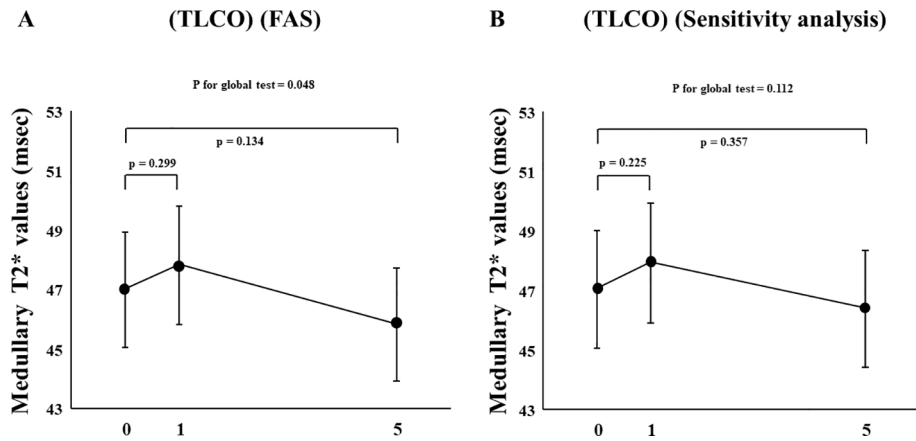 A (TLCO) (FAS)
P for global test = 0.048
Medullary T2* values (msec)
53
51
49
47
45
43
p = 0.134
p = 0.299
0 1 5
B (TLCO) (Sensitivity analysis)
P for global test = 0.112
Medullary T2* values (msec)
53
51
49
47
45
43
p = 0.357
p = 0.225
0 1 5